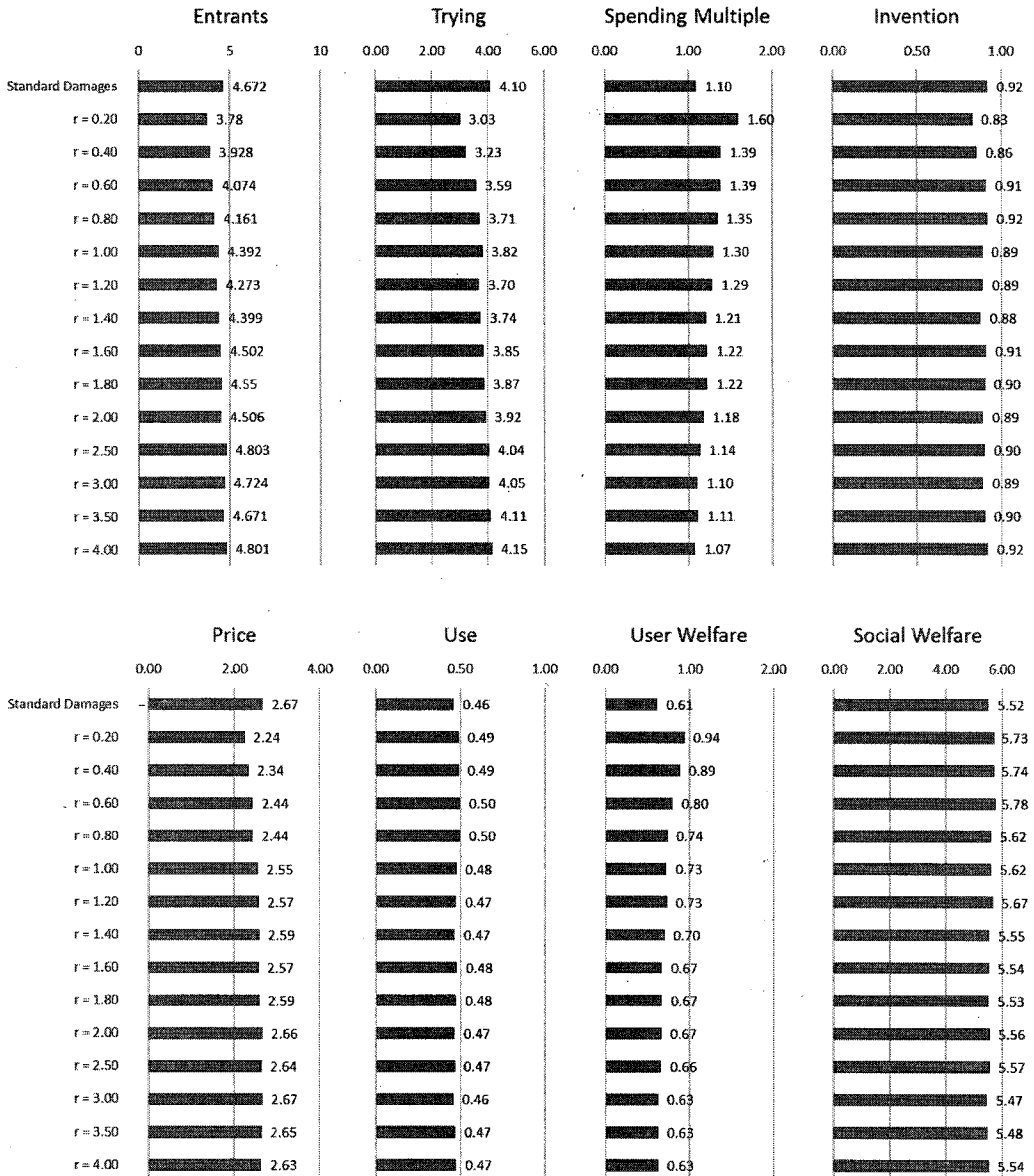 Entrants Trying Spending Multiple Invention
0 5 10 0.00 2.00 4.00 6.00 0.00 1.00 2.00 0.00 0.50 1.00
Standard Damages 4.672 4.10 1.10 0.92
r = 0.20 3.78 3.03 1.60 0.83
r = 0.40 3.928 3.23 1.39 0.86
r = 0.60 4.074 3.59 1.39 0.91
r = 0.80 4.161 3.71 1.35 0.92
r = 1.00 4.392 3.82 1.30 0.89
r = 1.20 4.273 3.70 1.29 0.89
r = 1.40 4.399 3.74 1.21 0.88
r = 1.60 4.502 3.85 1.22 0.91
r = 1.80 4.55 3.87 1.22 0.90
r = 2.00 4.506 3.92 1.18 0.89
r = 2.50 4.803 4.04 1.14 0.90
r = 3.00 4.724 4.05 1.10 0.89
r = 3.50 4.671 4.11 1.11 0.90
r = 4.00 4.801 4.15 1.07 0.92
Price Use User Welfare Social Welfare
0.00 2.00 4.00 0.00 0.50 1.00 0.00 1.00 2.00 0.00 2.00 4.00 6.00
Standard Damages 2.67 0.46 0.61 5.52
r = 0.20 2.24 0.49 0.94 5.73
r = 0.40 2.34 0.49 0.89 5.74
r = 0.60 2.44 0.50 0.80 5.78
r = 0.80 2.44 0.50 0.74 5.62
r = 1.00 2.55 0.48 0.73 5.62
r = 1.20 2.57 0.47 0.73 5.67
r = 1.40 2.59 0.47 0.70 5.55
r = 1.60 2.57 0.48 0.67 5.54
r = 1.80 2.59 0.48 0.67 5.53
r = 2.00 2.66 0.47 0.67 5.56
r = 2.50 2.64 0.47 0.66 5.57
r = 3.00 2.67 0.46 0.63 5.47
r = 3.50 2.65 0.47 0.63 5.48
r = 4.00 2.63 0.47 0.63 5.54